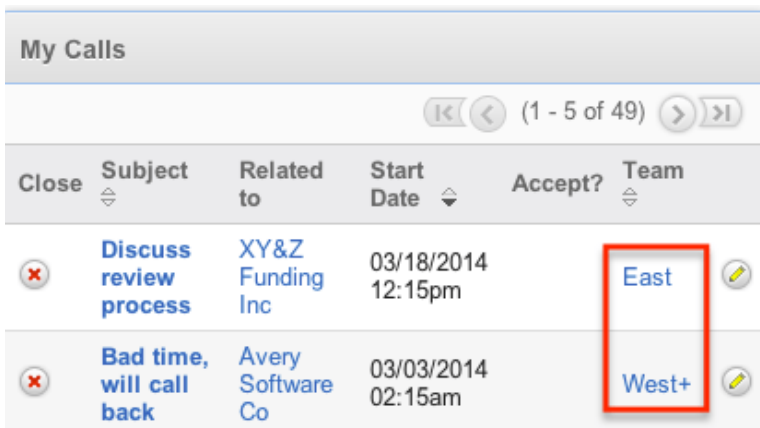 My Calls
(1 - 5 of 49)
Close Subject Related to Start Date Accept? Team
Discuss review process XY&Z Funding Inc 03/18/2014 12:15pm East
Bad time, will call back Avery Software Co 03/03/2014 02:15am West+